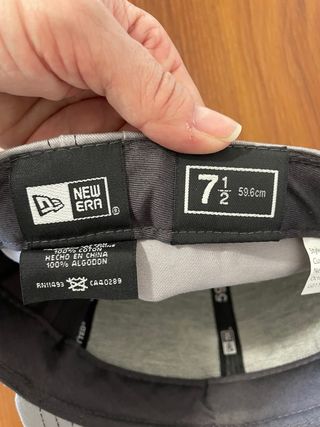 NEW
ERA
®
7 1/2 59.6cm
100% COTTON
HECHO EN CHINA
100% ALGODON
RN11493 CA40289